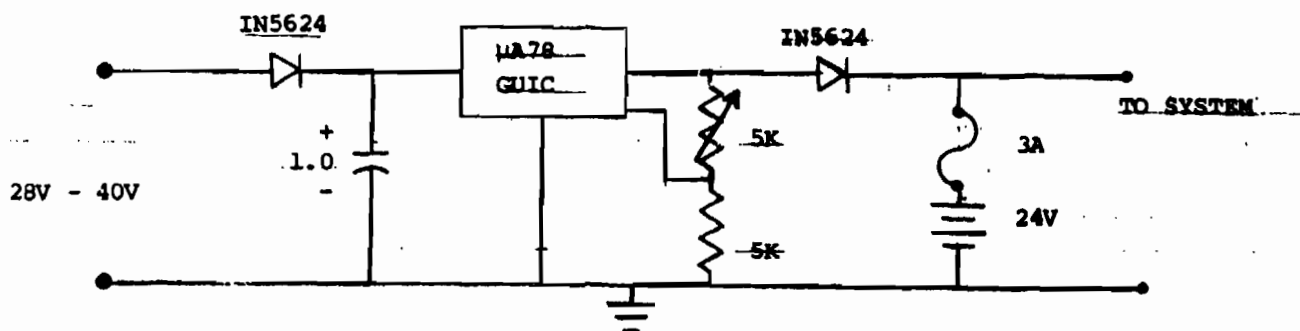 IN5624
IN5624
μA78
GUIC
TO SYSTEM
5K
3A
+
1.0
-
28V - 40V
24V
5K